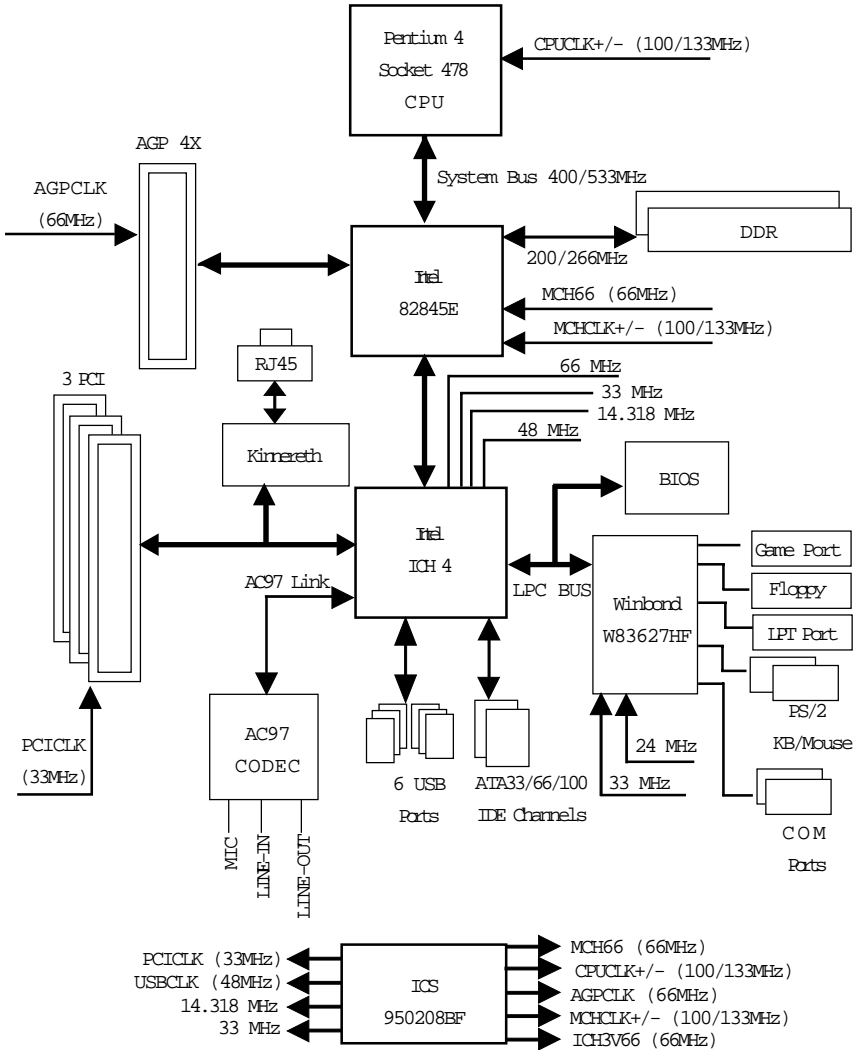 Pentium 4
Socket 478
CPU
CPUCLK+/- (100/133MHz)
AGP 4X
System Bus 400/533MHz
AGPCLK
(66MHz)
DDR
200/266MHz
Intel
82845E
MCH66 (66MHz)
MCHCLK+/- (100/133MHz)
RJ45
66 MHz
3 PCI
33 MHz
14.318 MHz
48 MHz
Kinnereth
BIOS
Intel
ICH 4
Game Port
AC97 Link
LPC BUS
Floppy
Winbond
W83627HF
LPT Port
PS/2
KB/Mouse
AC97
CODEC
PCICLK
(33MHz)
24 MHz
33 MHz
6 USB
Ports
ATA33/66/100
IDE Channels
COM
Ports
MIC
LINE-IN
LINE-OUT
PCICLK (33MHz)
USBCLK (48MHz)
14.318 MHz
33 MHz
ICS
950208BF
MCH66 (66MHz)
CPUCLK+/- (100/133MHz)
AGPCLK (66MHz)
MCHCLK+/- (100/133MHz)
ICH3V66 (66MHz)